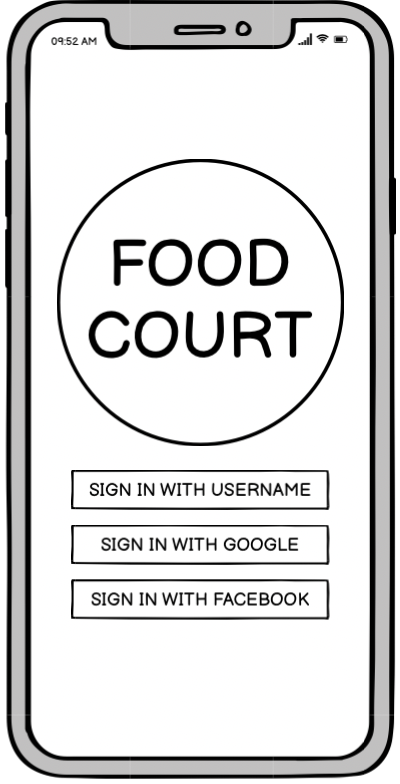 09:52 AM
FOOD
COURT
SIGN IN WITH USERNAME
SIGN IN WITH GOOGLE
SIGN IN WITH FACEBOOK